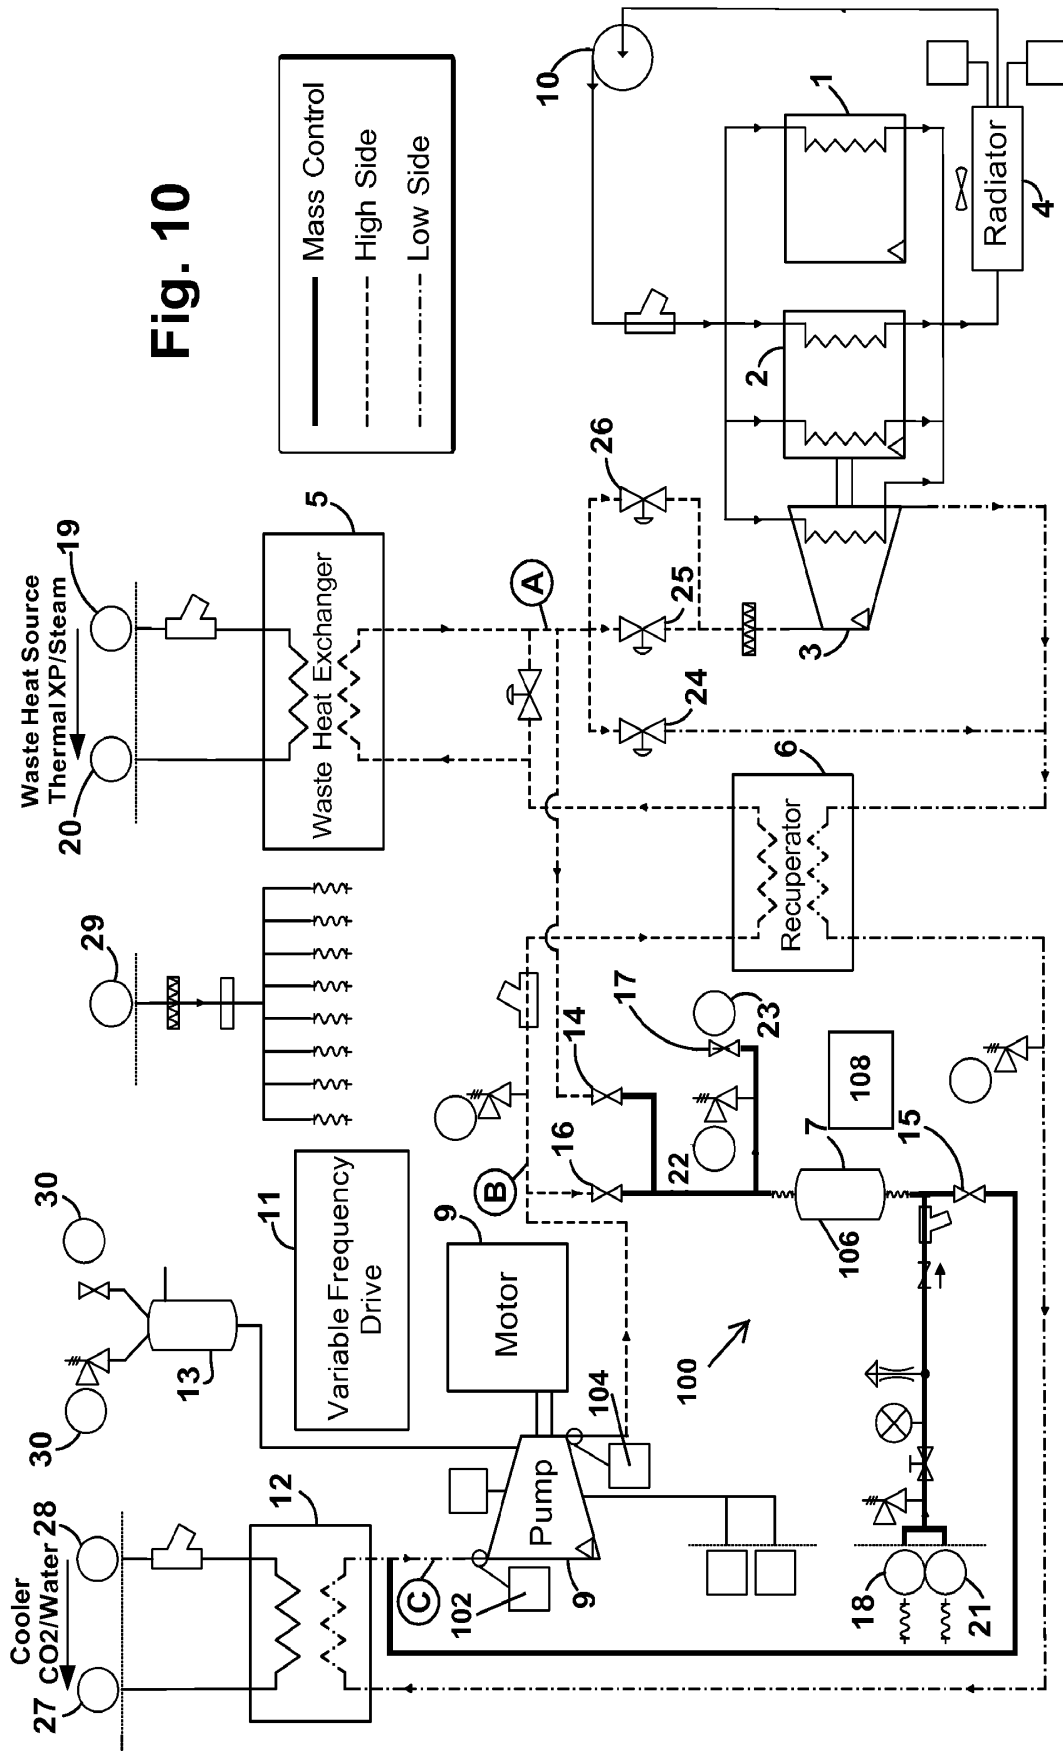 Fig. 10
Mass Control
High Side
Low Side
Cooler
CO2/Water
27
28
12
30
30
13
29
Waste Heat Source
Thermal XP/Steam
20
19
Waste Heat Exchanger
5
11
Variable Frequency
Drive
C
102
Pump
9
Motor
9
104
B
16
14
A
26
25
24
100
22
17
23
7
106
108
15
18
21
Recuperator
6
3
2
1
10
Radiator
4